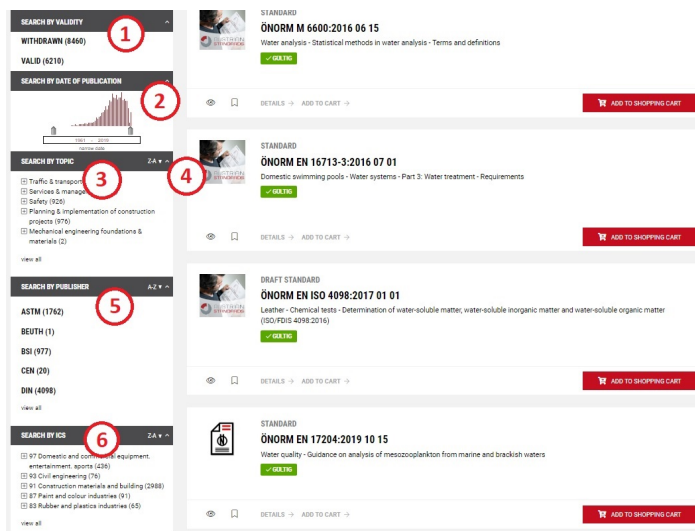 SEARCH BY VALIDITY
WITHDRAWN (8460)
VALID (6210)
1
SEARCH BY DATE OF PUBLICATION
2
1961 - 2019
narrow date
SEARCH BY TOPIC Z-A
3
4
Traffic & transport
Services &
Safety (926)
Planning & implementation of construction
projects (976)
Mechanical engineering foundations &
materials (2)
view all
SEARCH BY PUBLISHER A-Z
5
ASTM (1762)
BEUTH (1)
BSI (977)
CEN (20)
DIN (4098)
view all
SEARCH BY ICS Z-A
6
97 Domestic and equipment.
entertainment. sports (436)
93 Civil engineering (76)
91 Construction materials and building (2988)
87 Paint and colour industries (91)
83 Rubber and plastics industries (65)
view all
STANDARD
ÖNORM M 6600:2016 06 15
Water analysis - Statistical methods in water analysis - Terms and definitions
GÜLTIG
AUSTRIAN
STANDARDS
DETAILS → ADD TO CART →
ADD TO SHOPPING CART
STANDARD
ÖNORM EN 16713-3:2016 07 01
Domestic swimming pools - Water systems - Part 3: Water treatment - Requirements
GÜLTIG
AUSTRIAN
STANDARDS
DETAILS → ADD TO CART →
ADD TO SHOPPING CART
DRAFT STANDARD
ÖNORM EN ISO 4098:2017 01 01
Leather - Chemical tests - Determination of water-soluble matter, water-soluble inorganic matter and water-soluble organic matter
(ISO/FDIS 4098:2016)
GÜLTIG
AUSTRIAN
STANDARDS
DETAILS → ADD TO CART →
ADD TO SHOPPING CART
STANDARD
ÖNORM EN 17204:2019 10 15
Water quality - Guidance on analysis of mesozooplankton from marine and brackish waters
GÜLTIG
DETAILS → ADD TO CART →
ADD TO SHOPPING CART